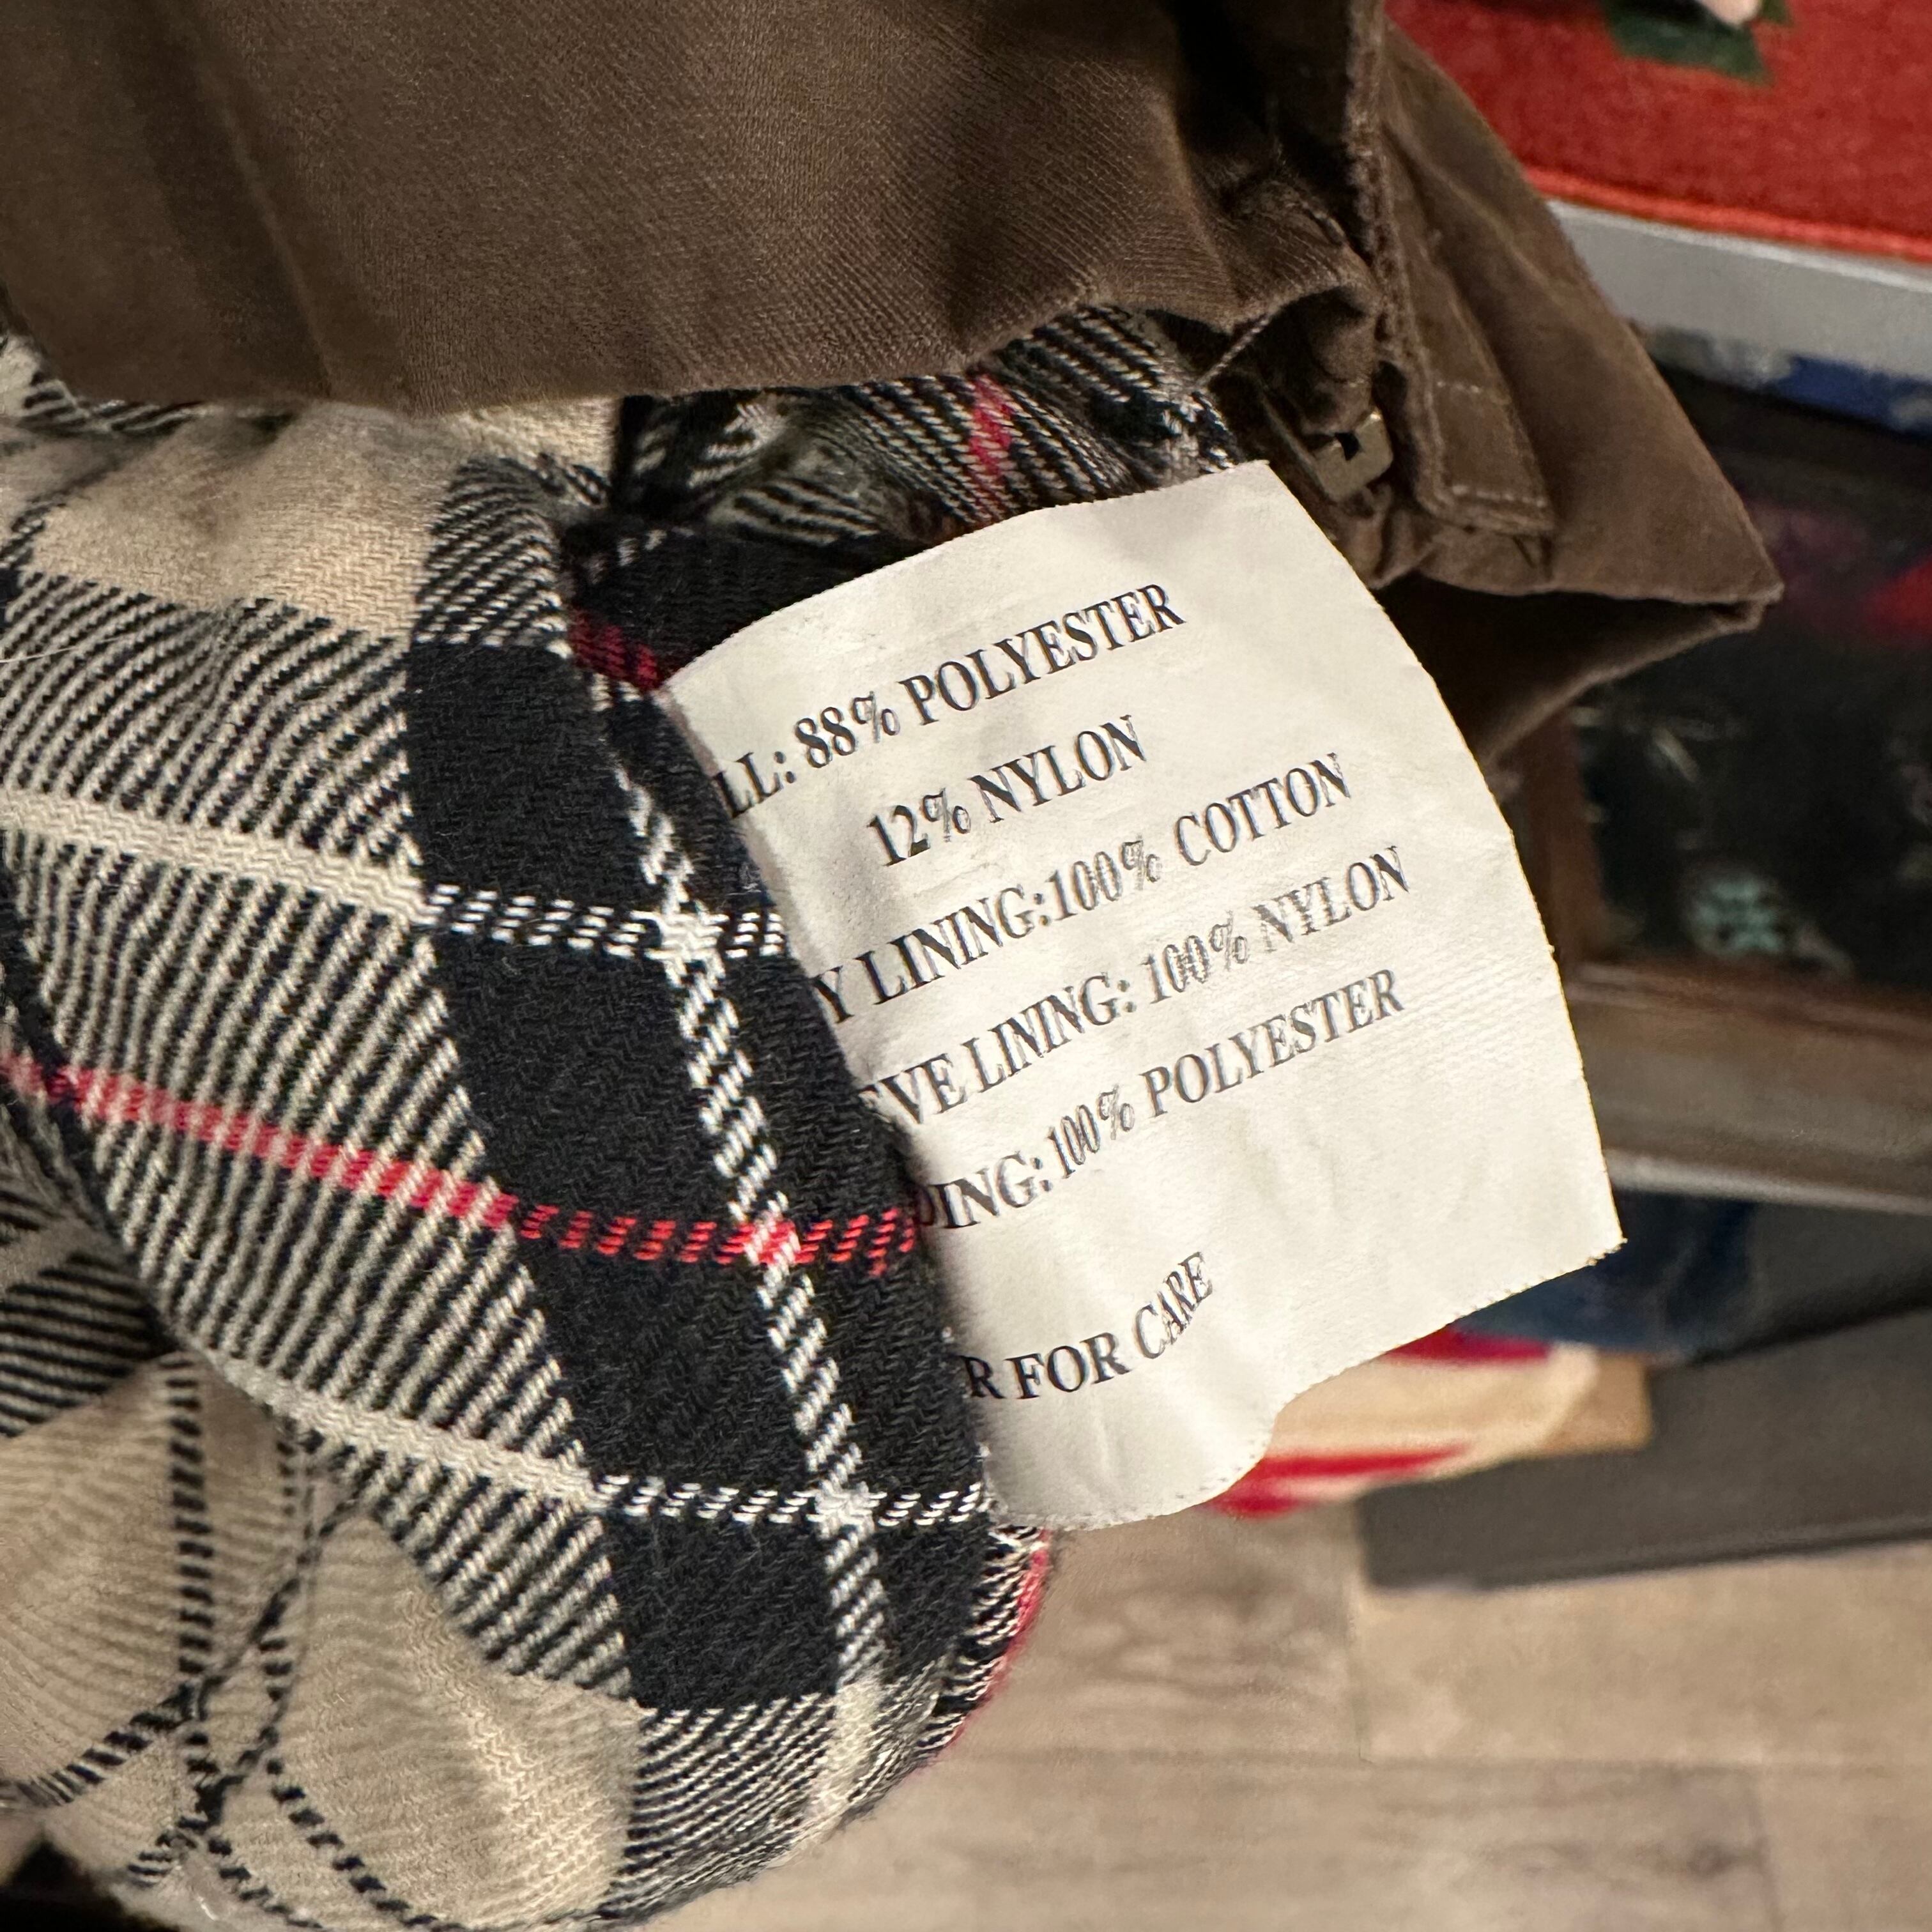 LL: 88% POLYESTER
12% NYLON
Y LINING:100% COTTON
EVE LINING: 100% NYLON
DING:100% POLYESTER
R FOR CARE